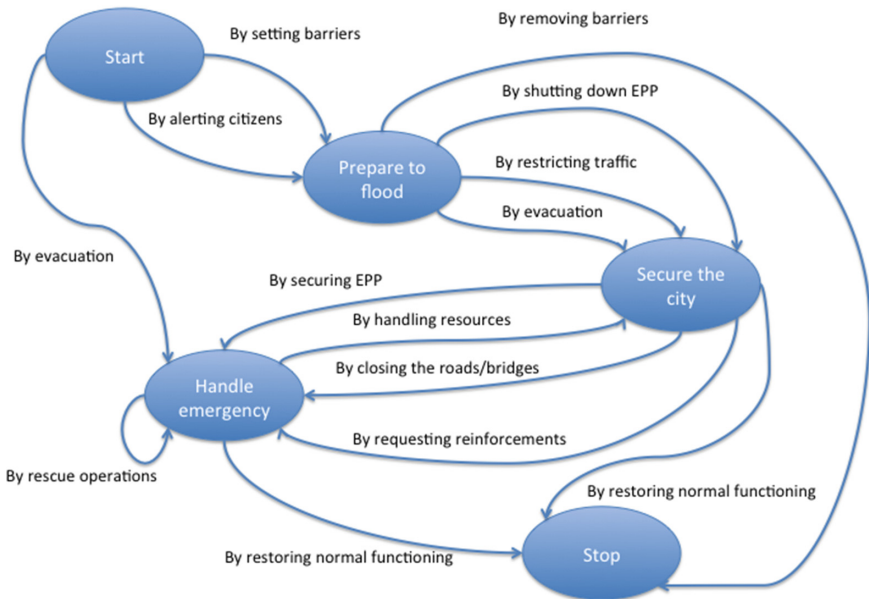 By removing barriers
By setting barriers
Start
By shutting down EPP
By alerting citizens
Prepare to
flood
By restricting traffic
By evacuation
By evacuation
Secure the
city
By securing EPP
By handling resources
By closing the roads/bridges
Handle
emergency
By requesting reinforcements
By rescue operations
By restoring normal functioning
By restoring normal functioning
Stop